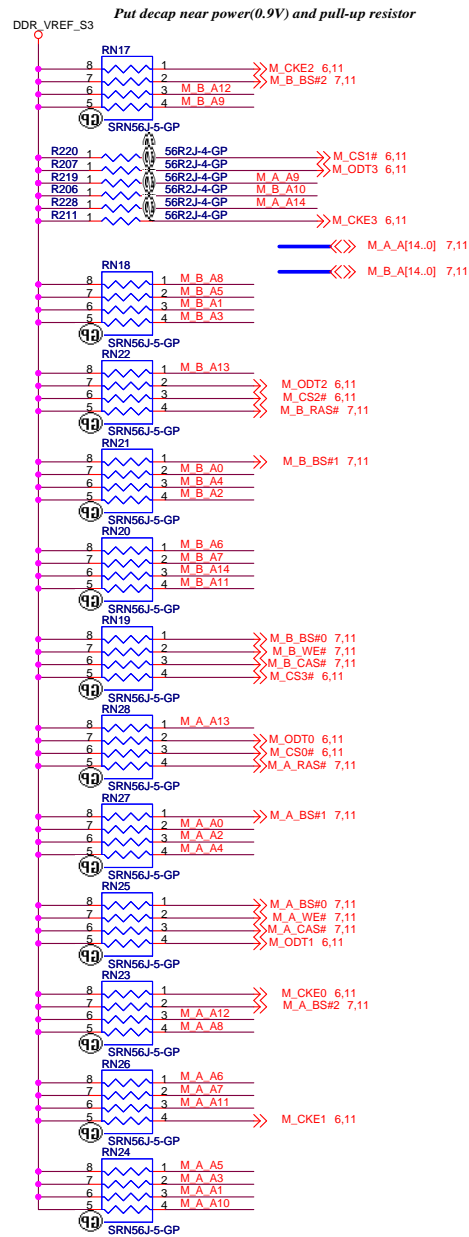 Put decap near power(0.9V) and pull-up resistor
DDR_VREF_S3
RN17
8 1 M_CKE2 6,11
7 2 M_B_BS#2 7,11
6 3 M_B_A12
5 4 M_B_A9
GP
SRN56J-5-GP
R220 1 56R2J-4-GP M_CS1# 6,11
R207 1 56R2J-4-GP M_ODT3 6,11
R219 1 56R2J-4-GP M_A_A9
R206 1 56R2J-4-GP M_B_A10
R228 1 56R2J-4-GP M_A_A14
R211 1 56R2J-4-GP M_CKE3 6,11
M_A_A[14..0] 7,11
M_B_A[14..0] 7,11
RN18
8 1 M_B_A8
7 2 M_B_A5
6 3 M_B_A1
5 4 M_B_A3
GP
SRN56J-5-GP
RN22
8 1 M_B_A13
7 2 M_ODT2 6,11
6 3 M_CS2# 6,11
5 4 M_B_RAS# 7,11
GP
SRN56J-5-GP
RN21
8 1 M_B_BS#1 7,11
7 2 M_B_A0
6 3 M_B_A4
5 4 M_B_A2
GP
SRN56J-5-GP
RN20
8 1 M_B_A6
7 2 M_B_A7
6 3 M_B_A14
5 4 M_B_A11
GP
SRN56J-5-GP
RN19
8 1 M_B_BS#0 7,11
7 2 M_B_WE# 7,11
6 3 M_B_CAS# 7,11
5 4 M_CS3# 6,11
GP
SRN56J-5-GP
RN28
8 1 M_A_A13
7 2 M_ODT0 6,11
6 3 M_CS0# 6,11
5 4 M_A_RAS# 7,11
GP
SRN56J-5-GP
RN27
8 1 M_A_BS#1 7,11
7 2 M_A_A0
6 3 M_A_A2
5 4 M_A_A4
GP
SRN56J-5-GP
RN25
8 1 M_A_BS#0 7,11
7 2 M_A_WE# 7,11
6 3 M_A_CAS# 7,11
5 4 M_ODT1 6,11
GP
SRN56J-5-GP
RN23
8 1 M_CKE0 6,11
7 2 M_A_BS#2 7,11
6 3 M_A_A12
5 4 M_A_A8
GP
SRN56J-5-GP
RN26
8 1 M_A_A6
7 2 M_A_A7
6 3 M_A_A11
5 4 M_CKE1 6,11
GP
SRN56J-5-GP
RN24
8 1 M_A_A5
7 2 M_A_A3
6 3 M_A_A1
5 4 M_A_A10
GP
SRN56J-5-GP